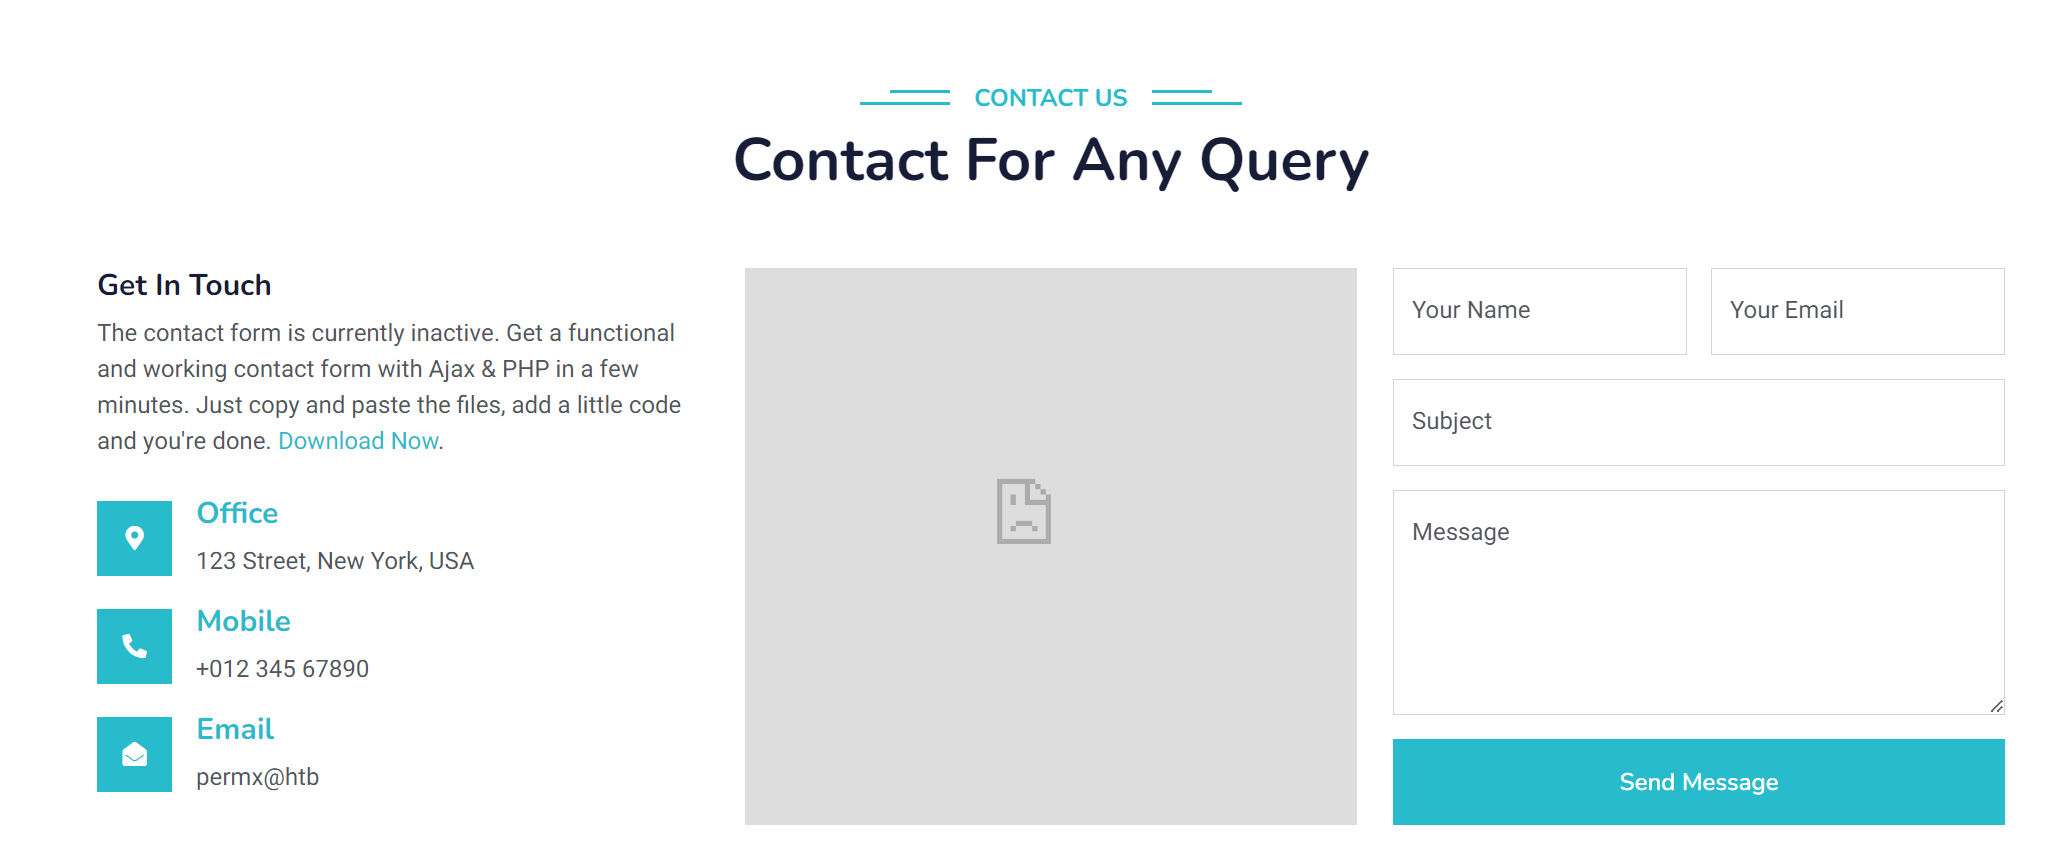 CONTACT US
Contact For Any Query
Get In Touch
The contact form is currently inactive. Get a functional
and working contact form with Ajax & PHP in a few
minutes. Just copy and paste the files, add a little code
and you're done. Download Now.
Office
123 Street, New York, USA
Mobile
+012 345 67890
Email
permx@htb
Your Name
Your Email
Subject
Message
Send Message